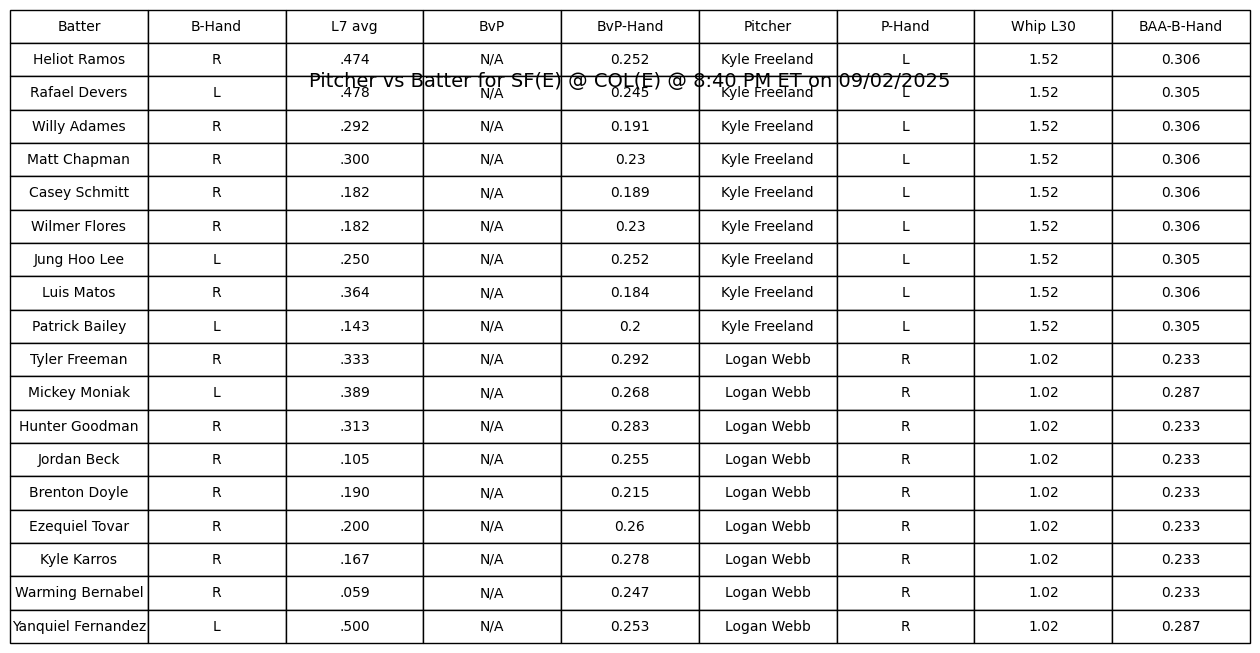 Batter B-Hand L7 avg BvP BvP-Hand Pitcher P-Hand Whip L30 BAA-B-Hand
Heliot Ramos R .474 N/A 0.252 Kyle Freeland L 1.52 0.306
Pitcher vs Batter for SF(E) @ COL(E) @ 8:40 PM ET on 09/02/2025
Rafael Devers L .478 N/A 0.245 Kyle Freeland L 1.52 0.305
Willy Adames R .292 N/A 0.191 Kyle Freeland L 1.52 0.306
Matt Chapman R .300 N/A 0.23 Kyle Freeland L 1.52 0.306
Casey Schmitt R .182 N/A 0.189 Kyle Freeland L 1.52 0.306
Wilmer Flores R .182 N/A 0.23 Kyle Freeland L 1.52 0.306
Jung Hoo Lee L .250 N/A 0.252 Kyle Freeland L 1.52 0.305
Luis Matos R .364 N/A 0.184 Kyle Freeland L 1.52 0.306
Patrick Bailey L .143 N/A 0.2 Kyle Freeland L 1.52 0.305
Tyler Freeman R .333 N/A 0.292 Logan Webb R 1.02 0.233
Mickey Moniak L .389 N/A 0.268 Logan Webb R 1.02 0.287
Hunter Goodman R .313 N/A 0.283 Logan Webb R 1.02 0.233
Jordan Beck R .105 N/A 0.255 Logan Webb R 1.02 0.233
Brenton Doyle R .190 N/A 0.215 Logan Webb R 1.02 0.233
Ezequiel Tovar R .200 N/A 0.26 Logan Webb R 1.02 0.233
Kyle Karros R .167 N/A 0.278 Logan Webb R 1.02 0.233
Warming Bernabel R .059 N/A 0.247 Logan Webb R 1.02 0.233
Yanquiel Fernandez L .500 N/A 0.253 Logan Webb R 1.02 0.287